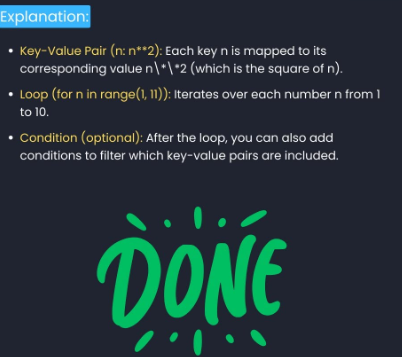 Explanation:
• Key-Value Pair (n: n**2): Each key n is mapped to its
corresponding value n\*\*2 (which is the square of n).
• Loop (for n in range(1, 11)): Iterates over each number n from 1
to 10.
• Condition (optional): After the loop, you can also add
conditions to filter which key-value pairs are included.
DONE